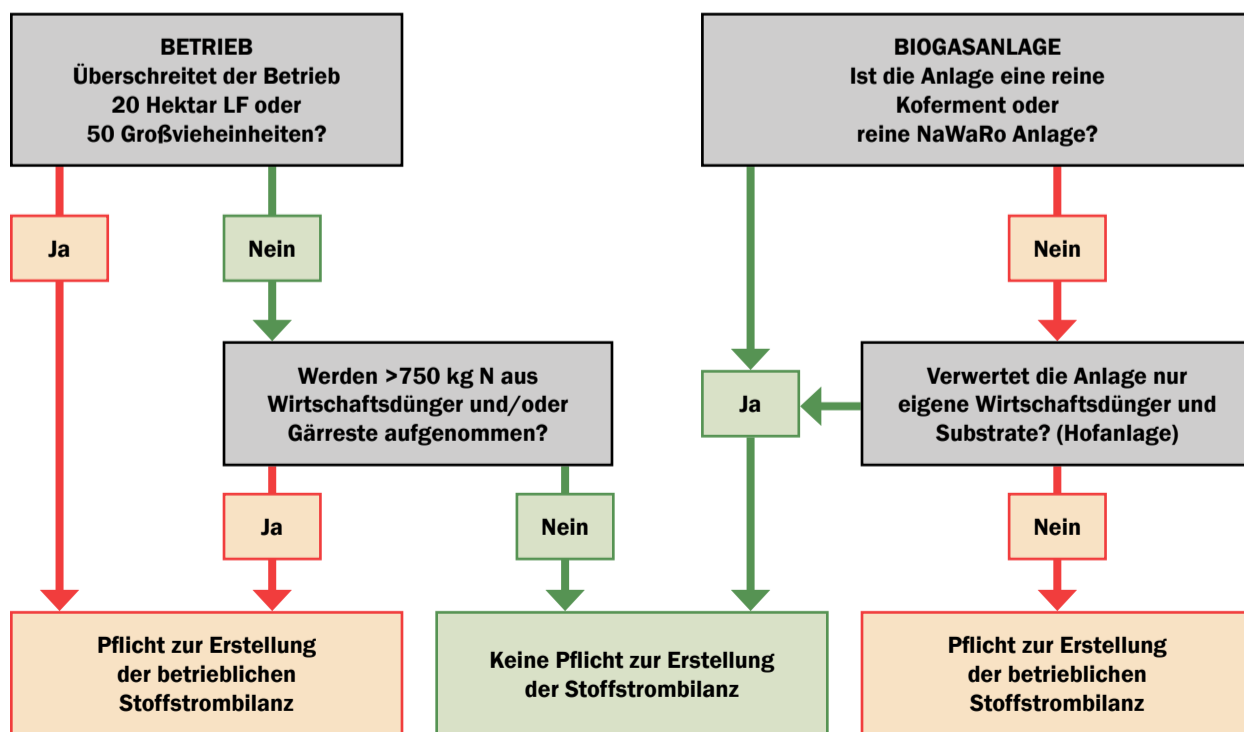 BETRIEB
Überschreitet der Betrieb
20 Hektar LF oder
50 Großvieheinheiten?
BIOGASANLAGE
Ist die Anlage eine reine
Koferment oder
reine NaWaRo Anlage?
Ja
Nein
Nein
Werden >750 kg N aus
Wirtschaftsdünger und/oder
Gärreste aufgenommen?
Ja
Verwertet die Anlage nur
eigene Wirtschaftsdünger und
Substrate? (Hofanlage)
Ja
Nein
Nein
Pflicht zur Erstellung
der betrieblichen
Stoffstrombilanz
Keine Pflicht zur Erstellung
der Stoffstrombilanz
Pflicht zur Erstellung
der betrieblichen
Stoffstrombilanz